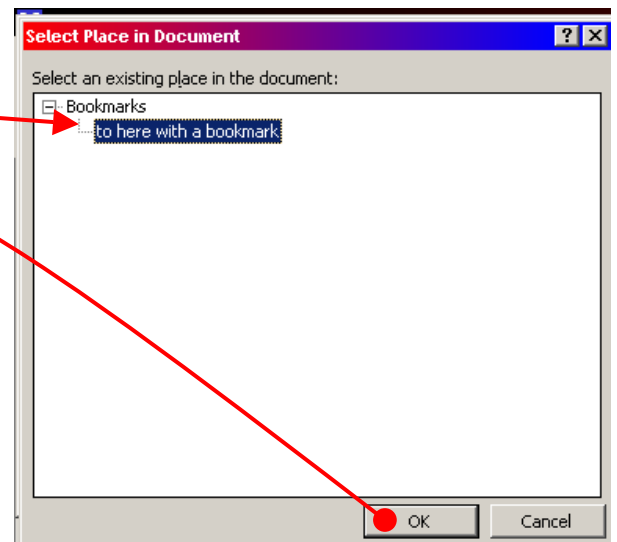 Select Place in Document
Select an existing place in the document:
Bookmarks
to here with a bookmark
OK Cancel